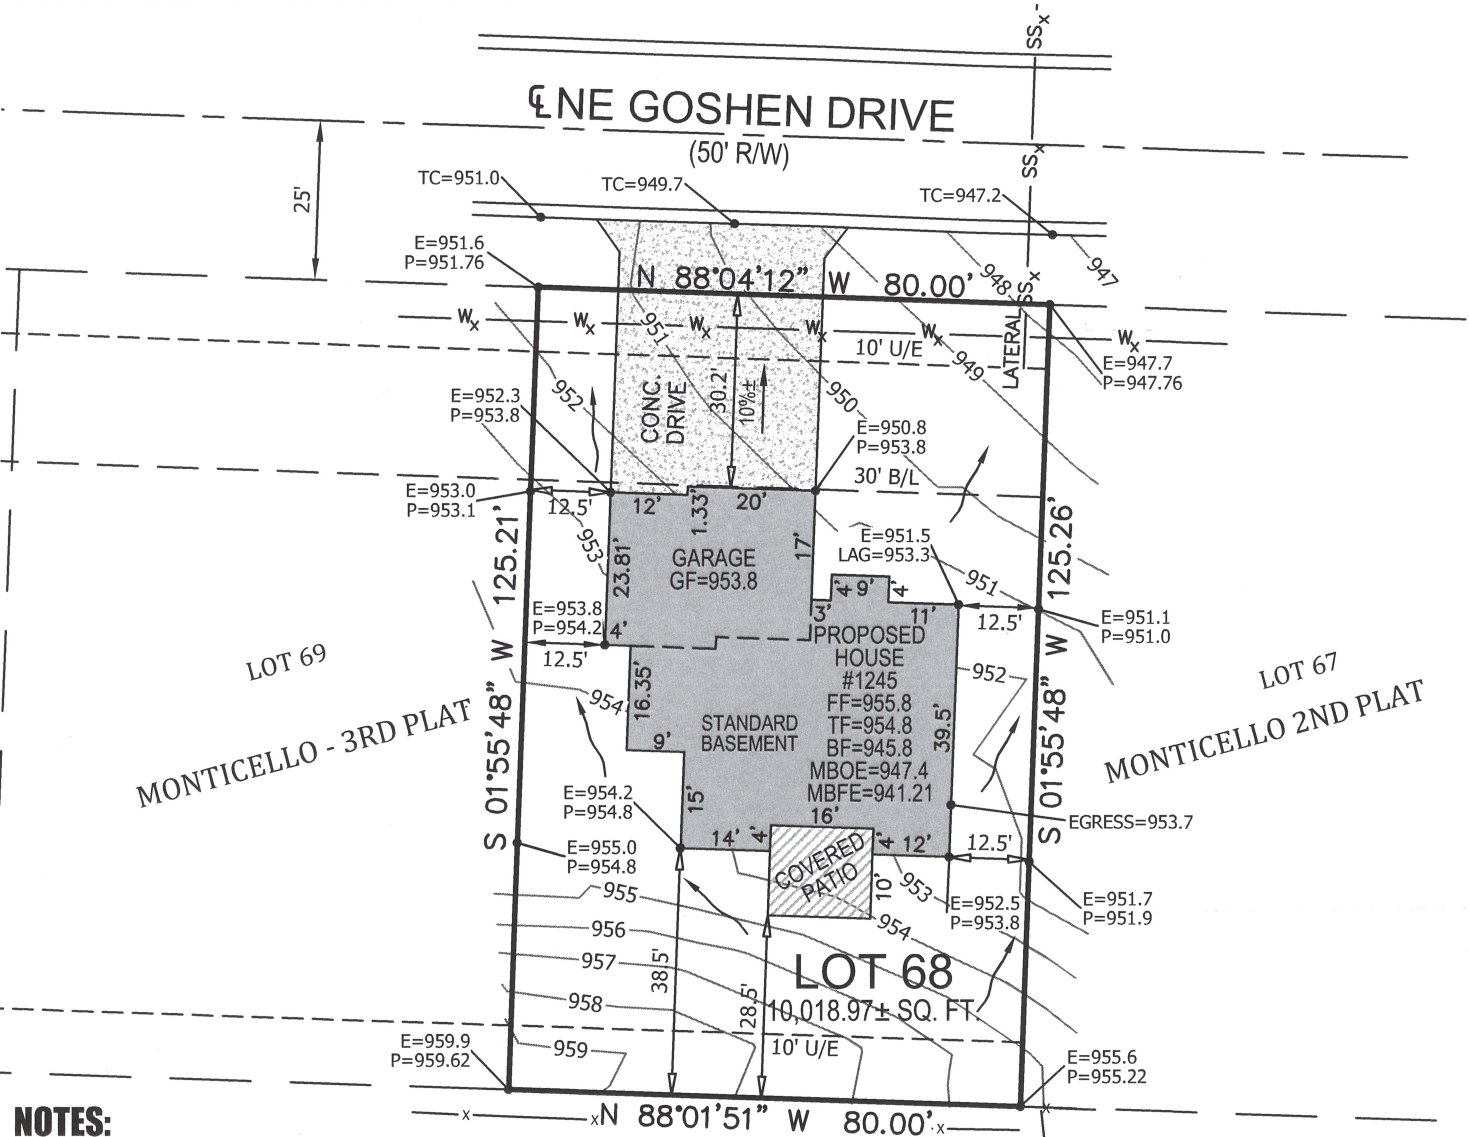 SSx
℄ NE GOSHEN DRIVE
(50' R/W)
SSx
25'
TC=951.0
TC=949.7
TC=947.2
E=951.6
P=951.76
N 88°04'12" W 80.00'
948
947
SSx
Wx
Wx
Wx
Wx
Wx
Wx
951
10' U/E
949
LATERAL
E=947.7
P=947.76
952
E=952.3
P=953.8
CONC.
DRIVE
30.2'
10%±
950
E=950.8
P=953.8
30' B/L
E=953.0
P=953.1
12.5'
12'
1.33'
20'
953
S 01°55'48" W 125.21'
23.81'
GARAGE
GF=953.8
17'
E=951.5
LAG=953.3
951
125.26'
4'
9'
4'
3'
11'
12.5'
E=951.1
P=951.0
E=953.8
P=954.2
4'
12.5'
PROPOSED
HOUSE
#1245
FF=955.8
TF=954.8
BF=945.8
MBOE=947.4
MBFE=941.21
952
LOT 69
MONTICELLO - 3RD PLAT
LOT 67
MONTICELLO 2ND PLAT
954
16.35'
STANDARD
BASEMENT
39.5'
S 01°55'48" W
9'
15'
E=954.2
P=954.8
16'
EGRESS=953.7
14'
4'
4'
12'
12.5'
E=955.0
P=954.8
COVERED
PATIO
10'
953
E=952.5
P=953.8
E=951.7
P=951.9
955
954
956
957
38.5'
LOT 68
10,018.97± SQ. FT.
958
28.5'
959
10' U/E
E=959.9
P=959.62
E=955.6
P=955.22
x
x
N 88°01'51" W 80.00'
x
x
NOTES: